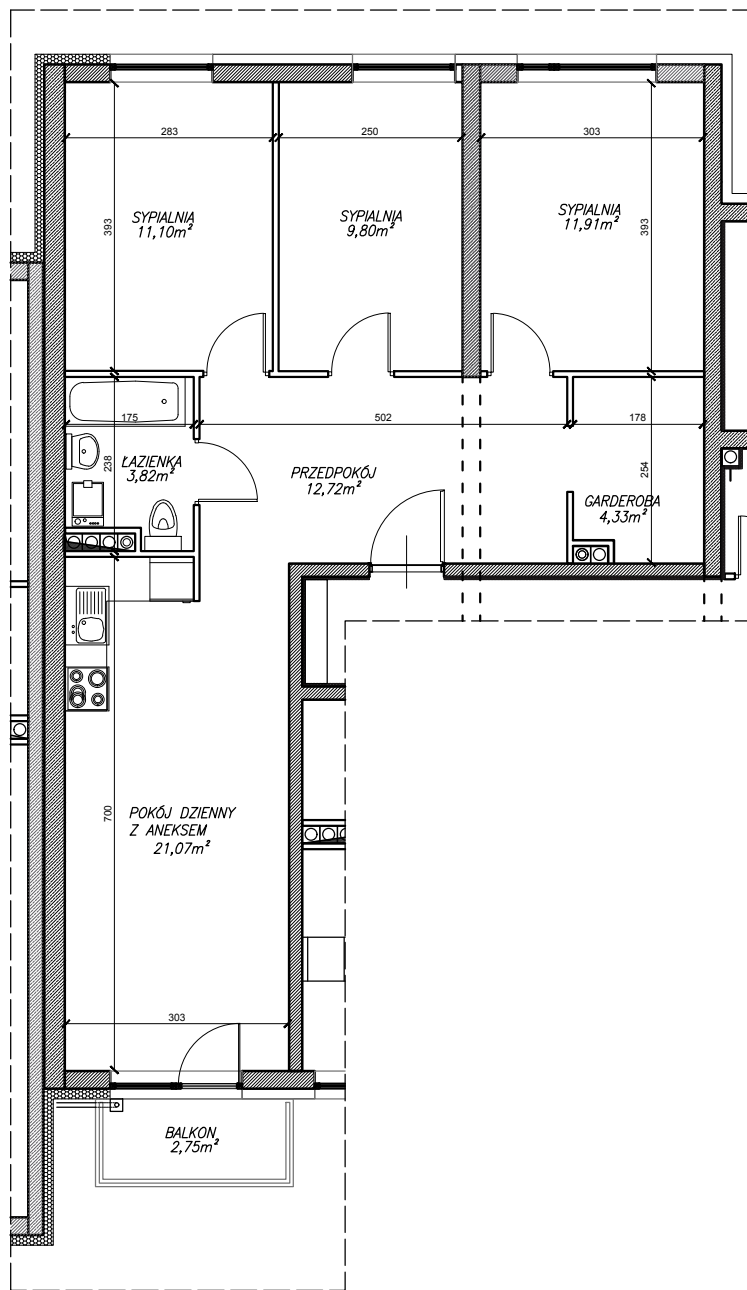 283
250
303
393
393
SYPIALNIA
11,10m²
SYPIALNIA
9,80m²
SYPIALNIA
11,91m²
175
502
178
238
254
ŁAZIENKA
3,82m²
PRZEDPOKÓJ
12,72m²
GARDEROBA
4,33m²
700
POKÓJ DZIENNY
Z ANEKSEM
21,07m²
303
BALKON
2,75m²